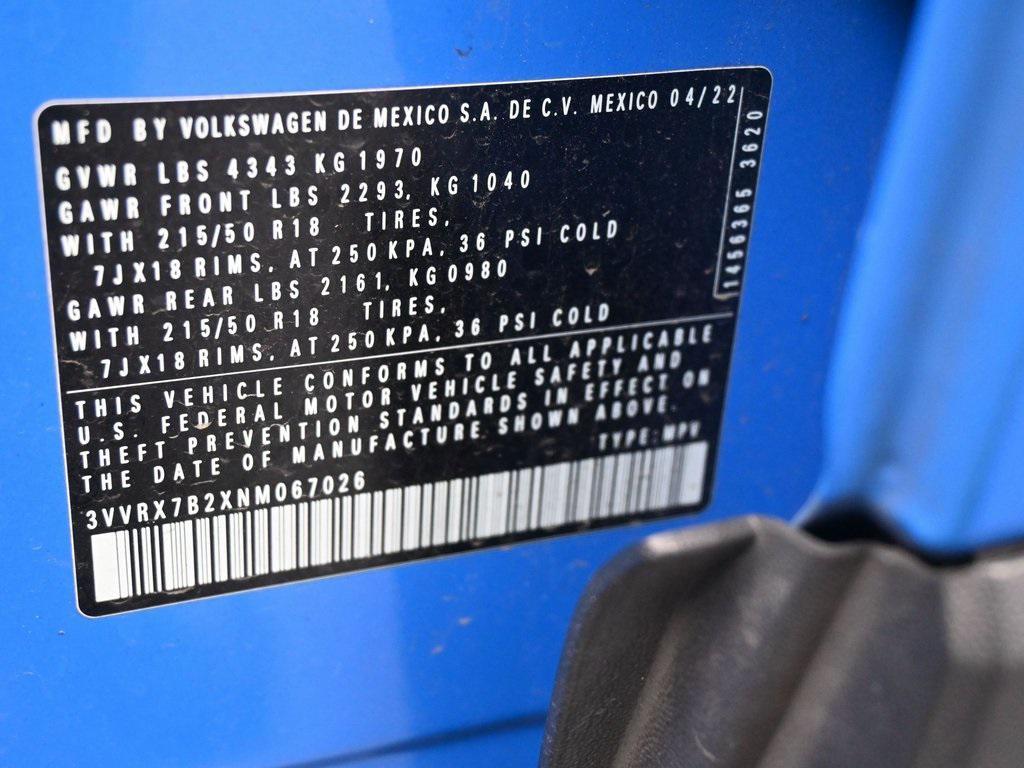 MFD BY VOLKSWAGEN DE MEXICO S.A. DE C.V. MEXICO 04/22
GVWR LBS 4343 KG 1970
GAWR FRONT LBS 2293, KG 1040
WITH 215/50 R18 TIRES,
7JX18 RIMS, AT 250 KPA, 36 PSI COLD
GAWR REAR LBS 2161, KG 0980
WITH 215/50 R18 TIRES,
7JX18 RIMS, AT 250 KPA, 36 PSI COLD
THIS VEHICLE CONFORMS TO ALL APPLICABLE
U.S. FEDERAL MOTOR VEHICLE SAFETY AND
THEFT PREVENTION STANDARDS IN EFFECT ON
THE DATE OF MANUFACTURE SHOWN ABOVE.
TYPE: MPV
3VVRX7B2XNM067026
1456365 3620